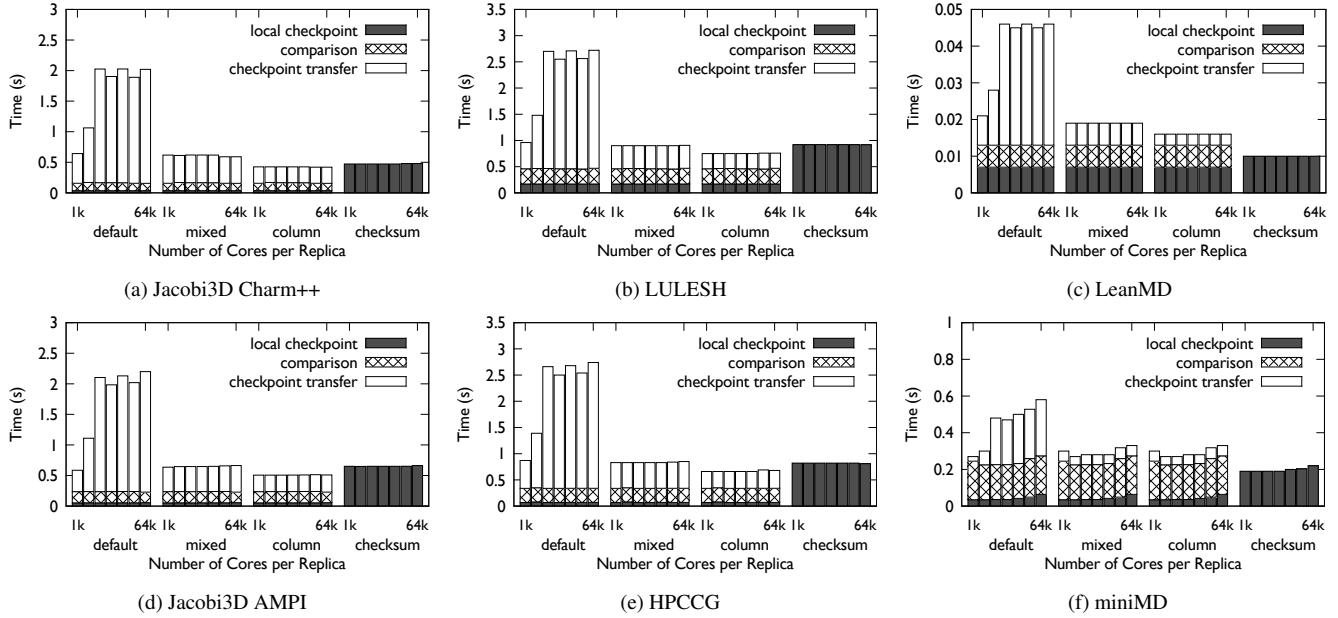 3
2.5
2
1.5
1
0.5
0
Time (s)
local checkpoint
comparison
checkpoint transfer
1k 64k 1k 64k 1k 64k 1k 64k
default mixed column checksum
Number of Cores per Replica
(a) Jacobi3D Charm++
3.5
3
2.5
2
1.5
1
0.5
0
Time (s)
local checkpoint
comparison
checkpoint transfer
1k 64k 1k 64k 1k 64k 1k 64k
default mixed column checksum
Number of Cores per Replica
(b) LULESH
0.05
0.04
0.03
0.02
0.01
0
Time (s)
local checkpoint
comparison
checkpoint transfer
1k 64k 1k 64k 1k 64k 1k 64k
default mixed column checksum
Number of Cores per Replica
(c) LeanMD
3
2.5
2
1.5
1
0.5
0
Time (s)
local checkpoint
comparison
checkpoint transfer
1k 64k 1k 64k 1k 64k 1k 64k
default mixed column checksum
Number of Cores per Replica
(d) Jacobi3D AMPI
3.5
3
2.5
2
1.5
1
0.5
0
Time (s)
local checkpoint
comparison
checkpoint transfer
1k 64k 1k 64k 1k 64k 1k 64k
default mixed column checksum
Number of Cores per Replica
(e) HPCCG
1
0.8
0.6
0.4
0.2
0
Time (s)
local checkpoint
comparison
checkpoint transfer
1k 64k 1k 64k 1k 64k 1k 64k
default mixed column checksum
Number of Cores per Replica
(f) miniMD